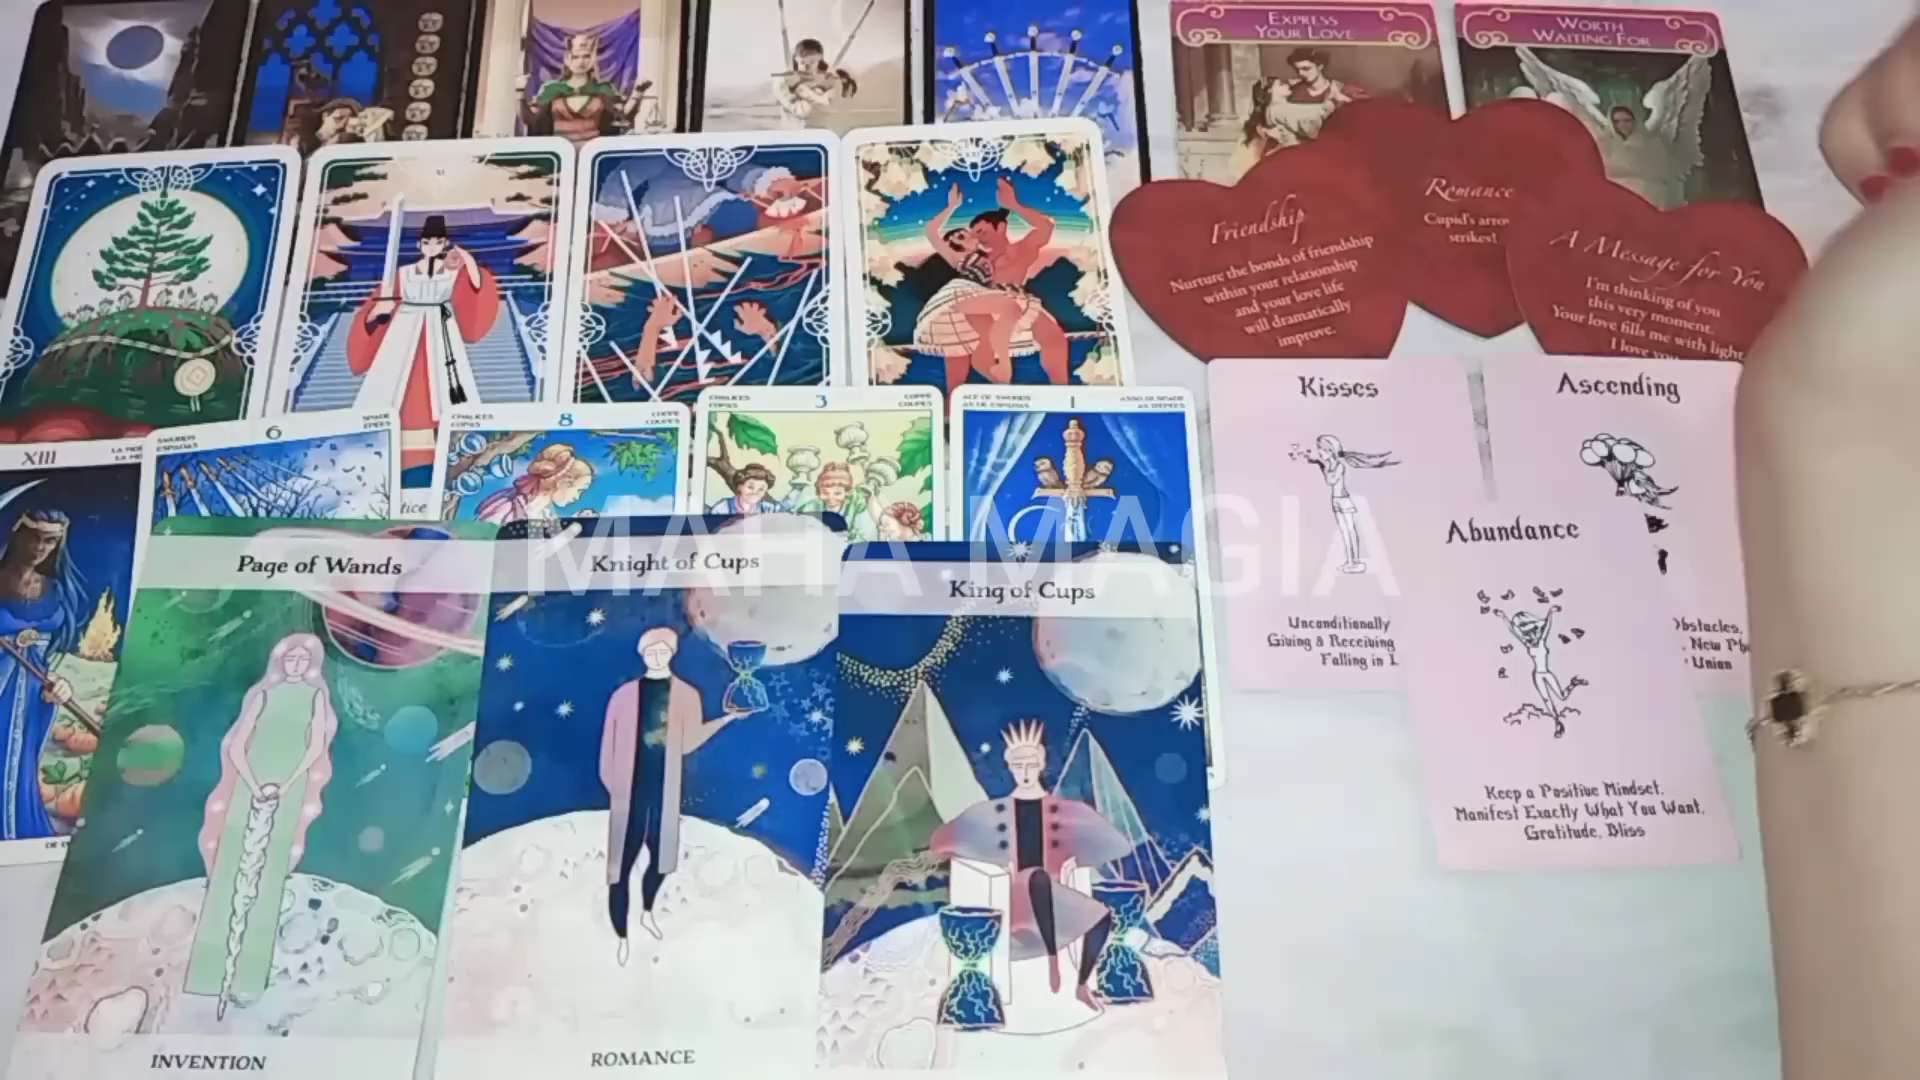 EXPRESS
YOUR LOVE
WORTH
WAITING FOR
XI
Friendship
Nurture the bonds of friendship
within your relationship
and your love life
will dramatically
improve.
Romance
Cupid's
strikes!
A Message for You
I'm thinking of you
this very moment.
Your love fills me with light.
I love
XIII
6
8
3
1
Kisses
Unconditionally
Giving & Receiving
Falling in
Ascending
Obstacles,
New
Union
Abundance
Keep a Positive Mindset.
Manifest Exactly What You Want.
Gratitude, Bliss
Page of Wands
INVENTION
Knight of Cups
ROMANCE
King of Cups
MAHA MAGIA